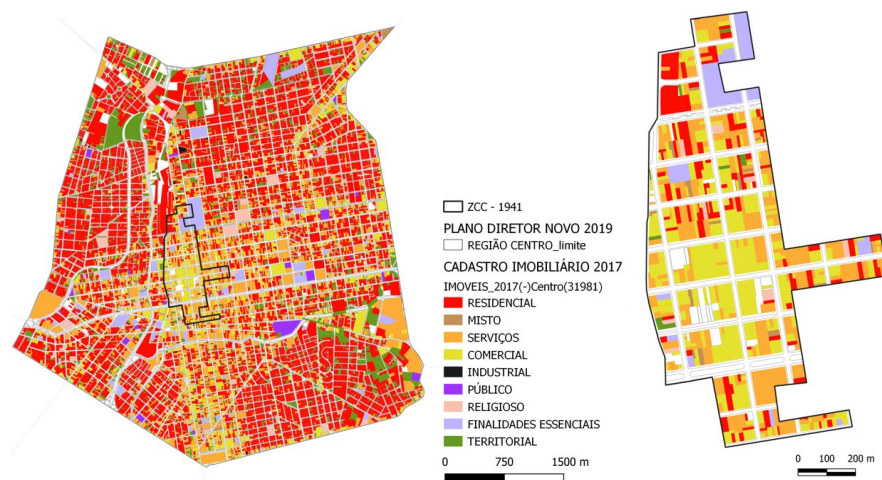 ZCC - 1941
PLANO DIRETOR NOVO 2019
REGIÃO CENTRO_limite
CADASTRO IMOBILIÁRIO 2017
IMOVEIS_2017(-)Centro(31981)
RESIDENCIAL
MISTO
SERVIÇOS
COMERCIAL
INDUSTRIAL
PÚBLICO
RELIGIOSO
FINALIDADES ESSENCIAIS
TERRITORIAL
0 750 1500 m
0 100 200 m